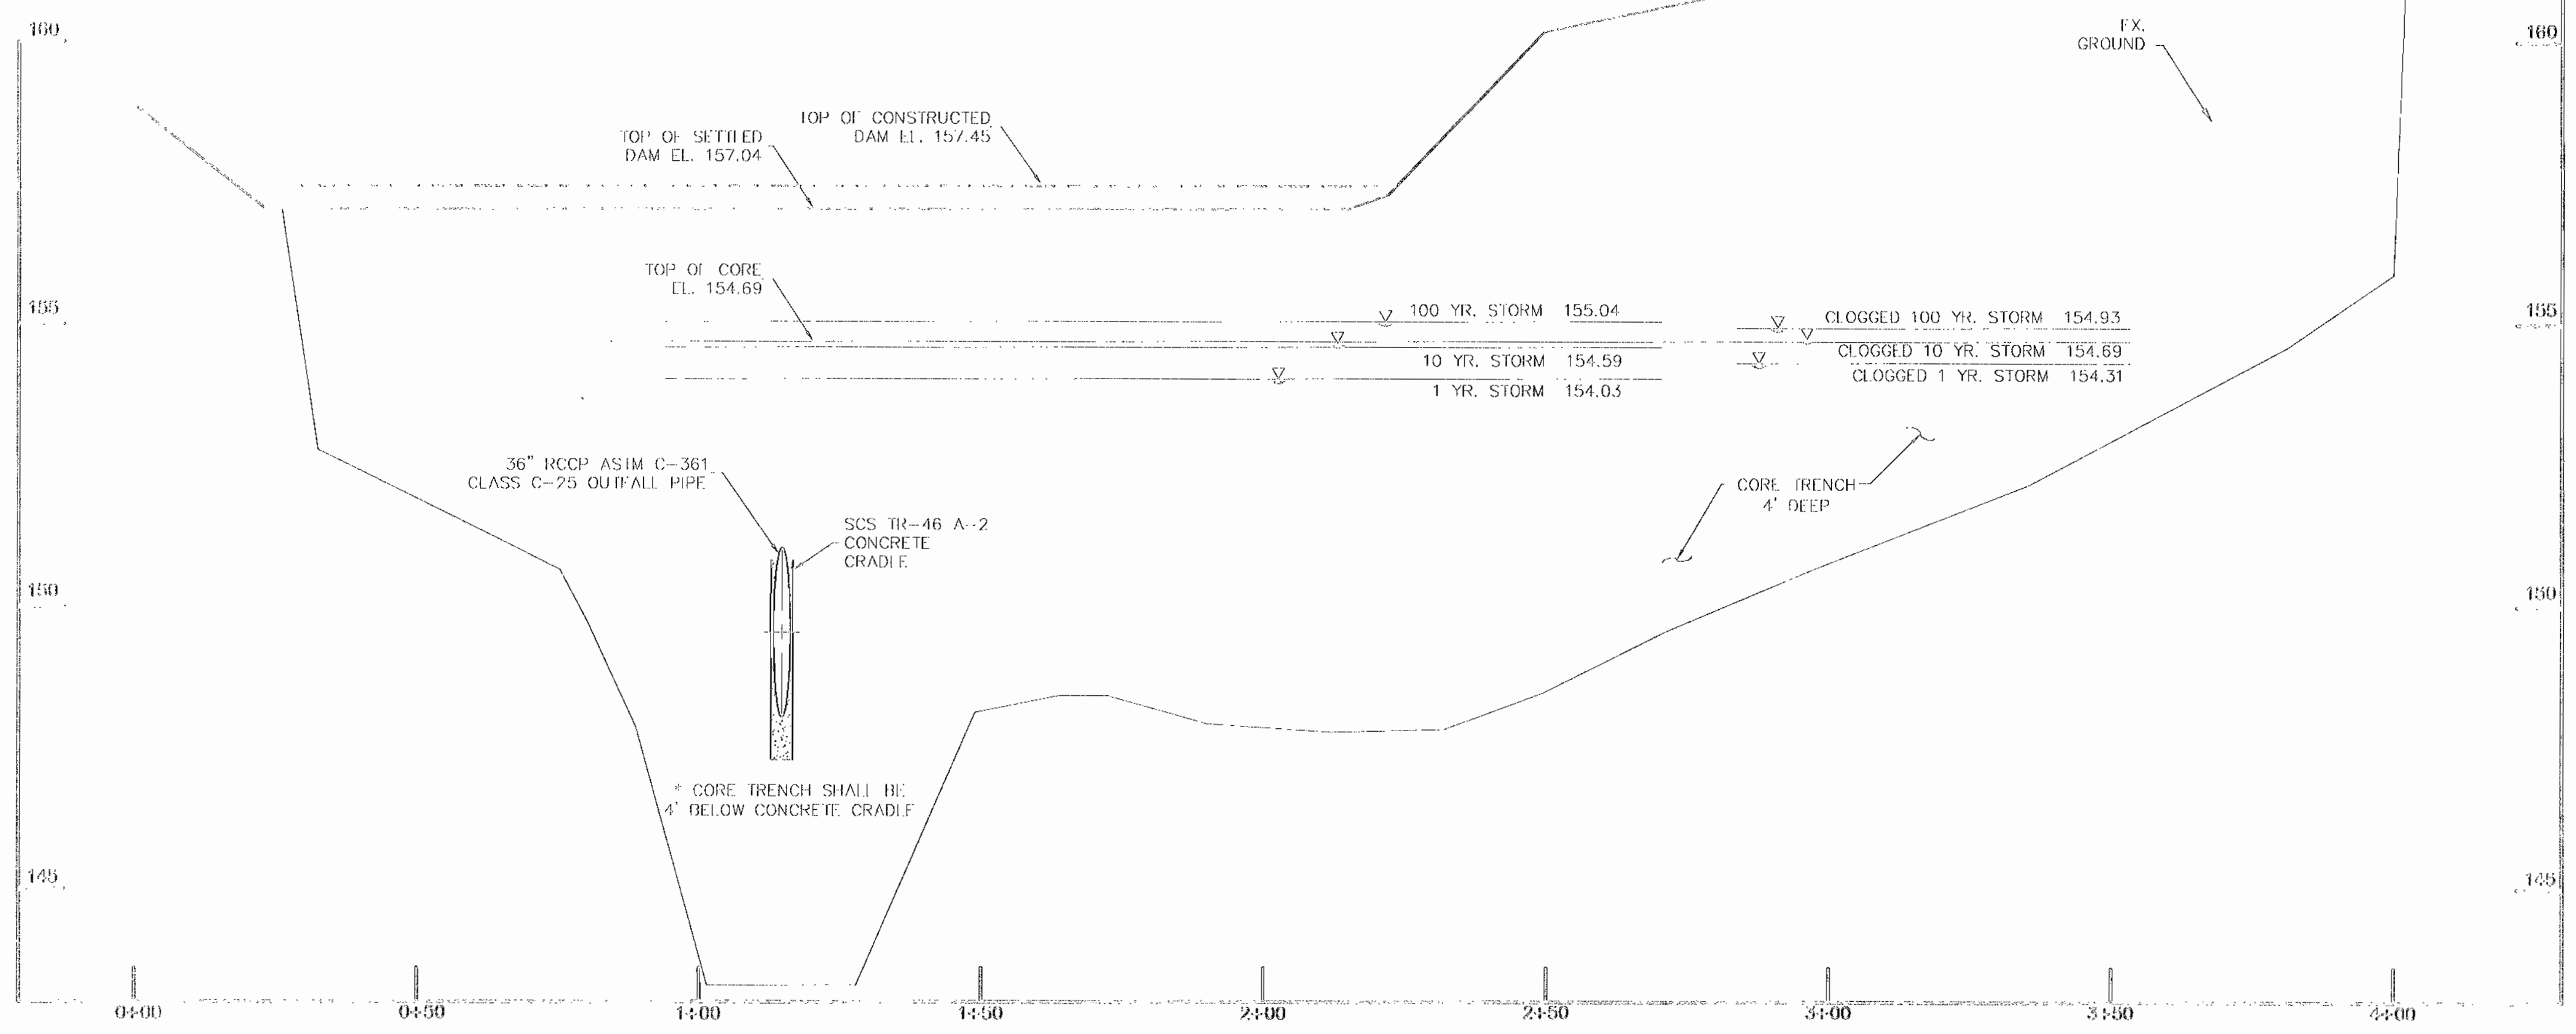 160
EX.
GROUND
160
TOP OF CONSTRUCTED
DAM EL. 157.45
TOP OF SETTLED
DAM EL. 157.04
TOP OF CORE
EL. 154.69
155
100 YR. STORM 155.04
10 YR. STORM 154.59
1 YR. STORM 154.03
CLOGGED 100 YR. STORM 154.93
CLOGGED 10 YR. STORM 154.69
CLOGGED 1 YR. STORM 154.31
155
36" RCCP ASTM C-361
CLASS C-25 OUTFALL PIPE
SCS TR-46 A-2
CONCRETE
CRADLE
CORE TRENCH
4' DEEP
150
150
* CORE TRENCH SHALL BE
4' BELOW CONCRETE CRADLE
145
145
0+00
0+50
1+00
1+50
2+00
2+50
3+00
3+50
4+00